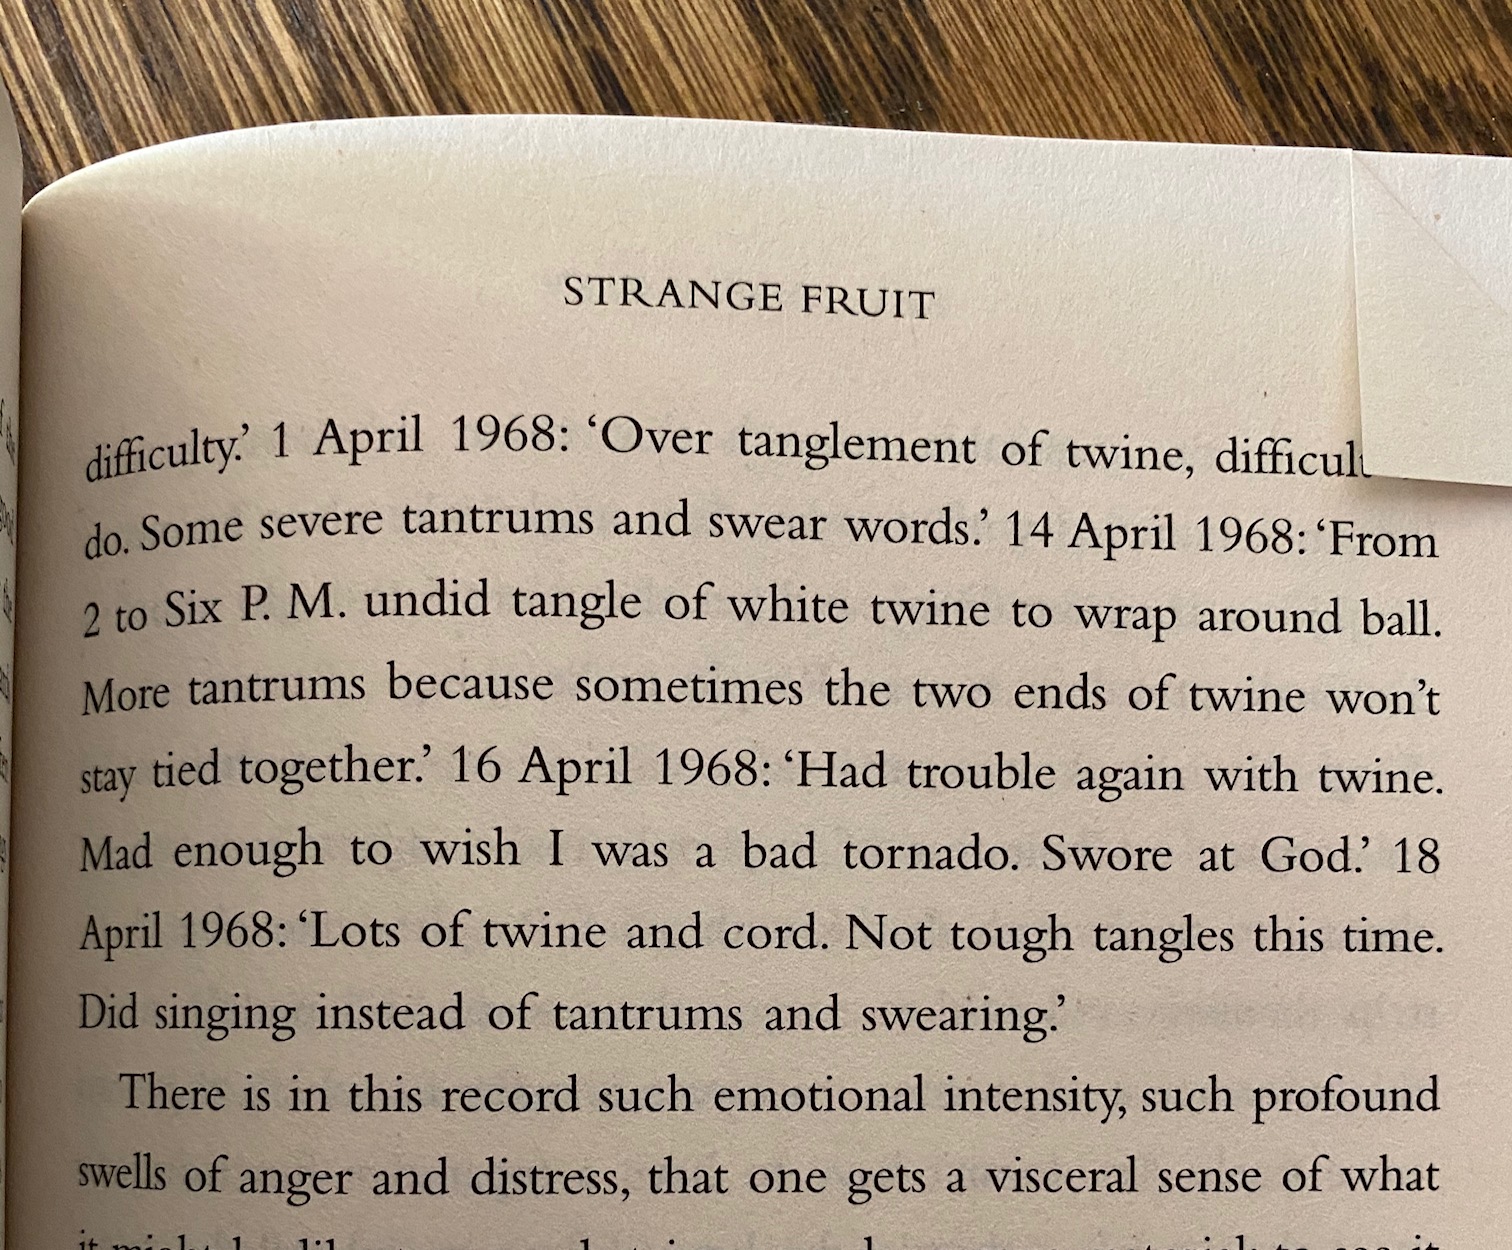 STRANGE FRUIT
difficulty.’ 1 April 1968: ‘Over tanglement of twine,
do. Some severe tantrums and swear words.’ 14 April 1968: ‘From
2 to Six P. M. undid tangle of white twine to wrap around ball.
More tantrums because sometimes the two ends of twine won’t
stay tied together.’ 16 April 1968: ‘Had trouble again with twine.
Mad enough to wish I was a bad tornado. Swore at God.’ 18
April 1968: ‘Lots of twine and cord. Not tough tangles this time.
Did singing instead of tantrums and swearing.’
There is in this record such emotional intensity, such profound
swells of anger and distress, that one gets a visceral sense of what